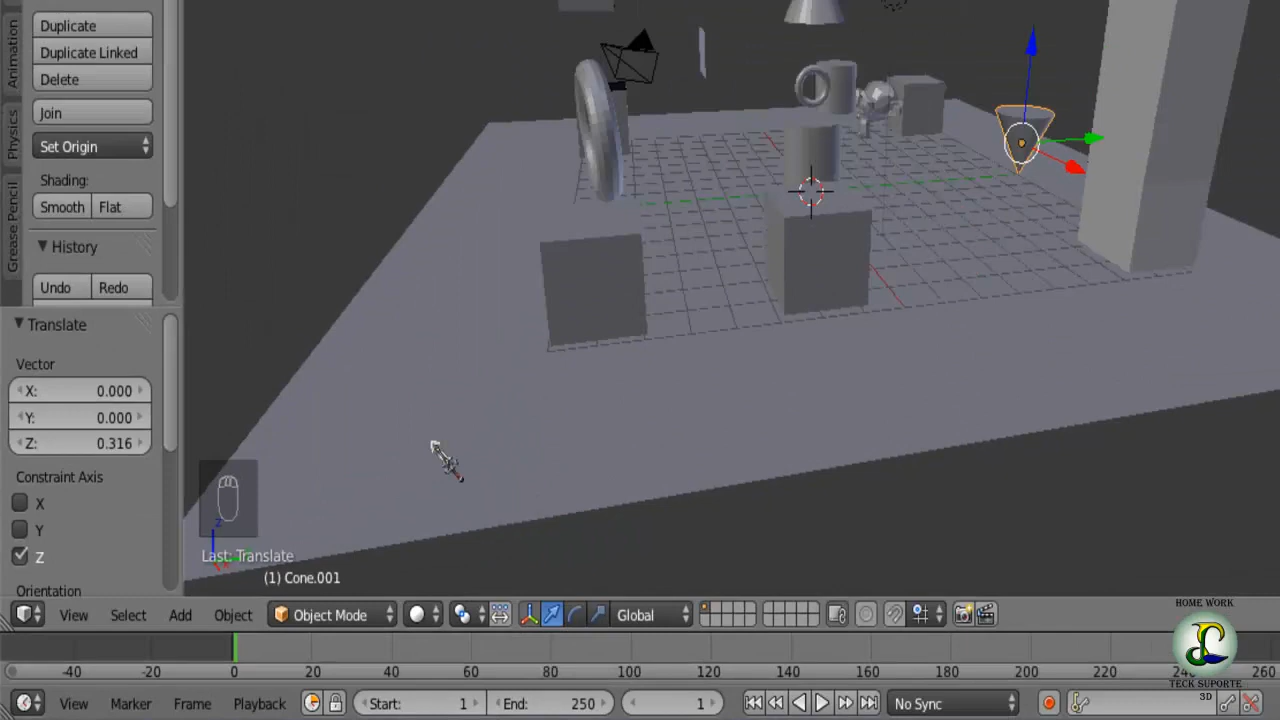 Animation
Physics
Grease Pencil
Duplicate
Duplicate Linked
Delete
Join
Set Origin
Shading:
Smooth Flat
History
Undo Redo
Translate
Vector
X: 0.000
Y: 0.000
Z: 0.316
Constraint Axis
X
Y
Z
Orientation
z
Last: Translate
(1) Cone.001
View Select Add Object Object Mode Global
HOME WORK
TECK SUPORTE
3D
-40 -20 0 20 40 60 80 100 120 140 160 180 200 220 260
View Marker Frame Playback Start: 1 End: 250 1 No Sync